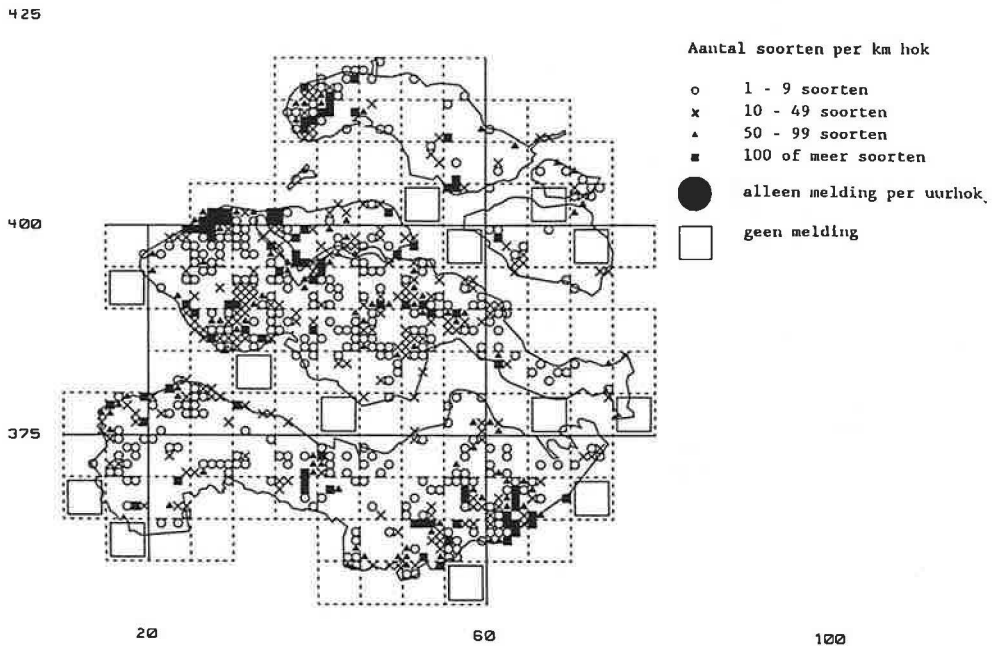 425
Aantal soorten per km hok
1 - 9 soorten
10 - 49 soorten
50 - 99 soorten
100 of meer soorten
alleen melding per uurhok
400
geen melding
375
20
60
100